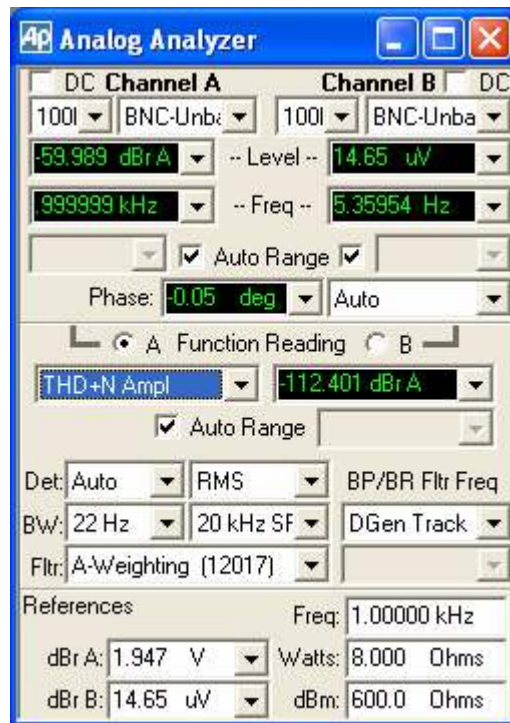 Ap Analog Analyzer
DC Channel A Channel B DC
100 BNC-Unba 100 BNC-Unba
-59.989 dBr A -- Level -- 14.65 uV
.999999 kHz -- Freq -- 5.35954 Hz
Auto Range
Phase: -0.05 deg Auto
A Function Reading B
THD+N Ampl -112.401 dBr A
Auto Range
Det: Auto RMS BP/BR Fltr Freq
BW: 22 Hz 20 kHz SF DGen Track
Fltr: A-Weighting (12017)
References Freq: 1.00000 kHz
dBr A: 1.947 V Watts: 8.000 Ohms
dBr B: 14.65 uV dBm: 600.0 Ohms